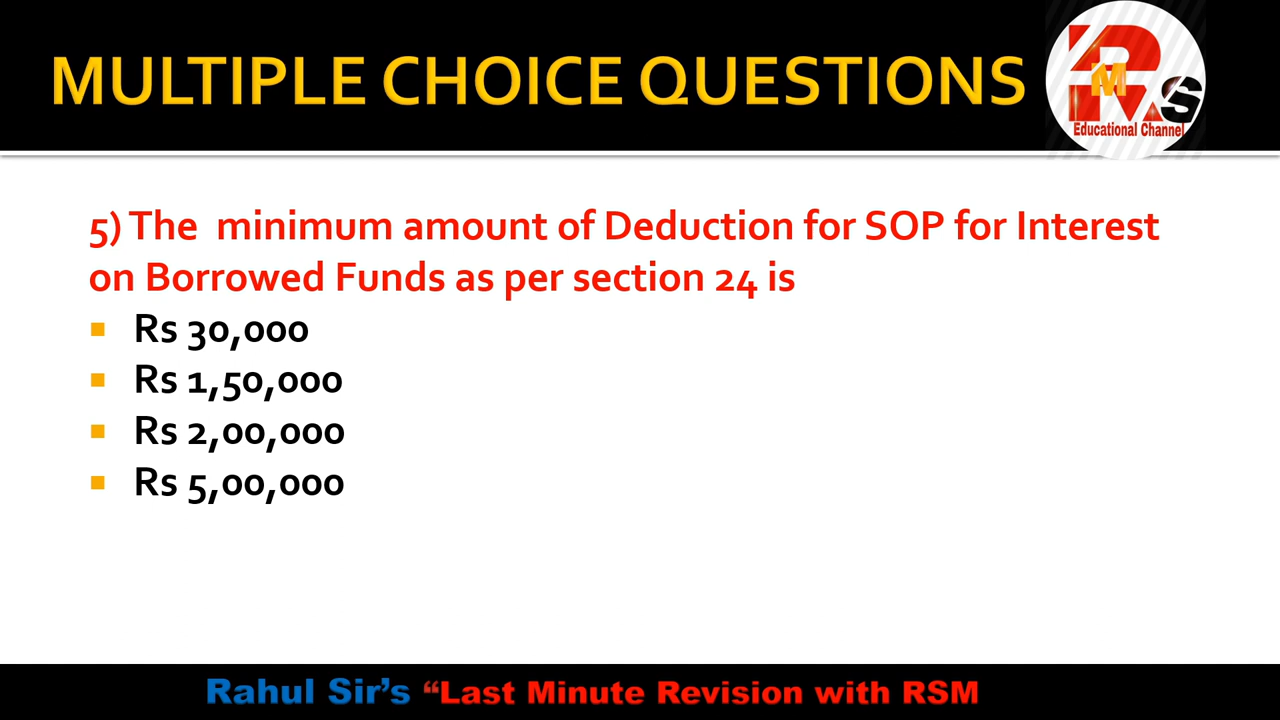 MULTIPLE CHOICE QUESTIONS
RMS
Educational Channel
5) The minimum amount of Deduction for SOP for Interest
on Borrowed Funds as per section 24 is
Rs 30,000
Rs 1,50,000
Rs 2,00,000
Rs 5,00,000
Rahul Sir’s “Last Minute Revision with RSM